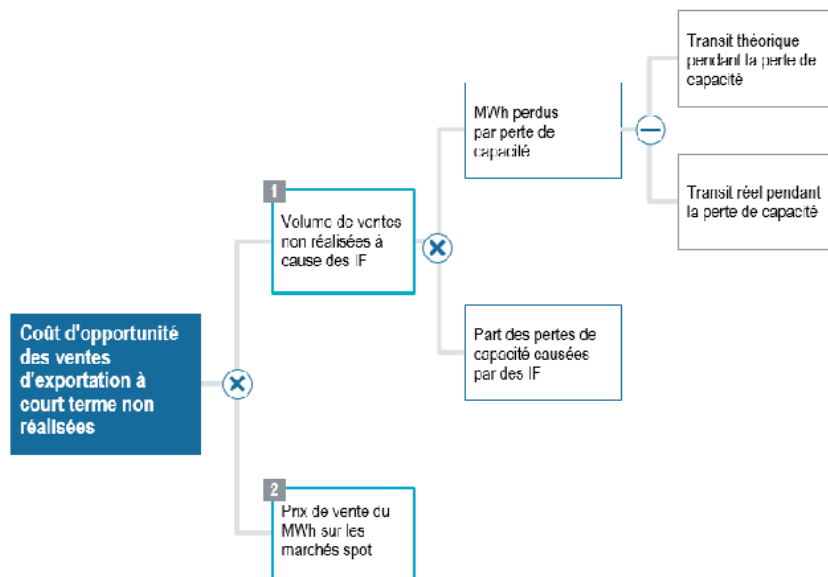 Transit théorique
pendant la perte de
capacité
MWh perdus
par perte de
capacité
Transit réel pendant
la perte de capacité
1
Volume de ventes
non réalisées à
cause des IF
Part des pertes de
capacité causées
par des IF
Coût d'opportunité
des ventes
d'exportation à
court terme non
réalisées
2
Prix de vente du
MWh sur les
marchés spot